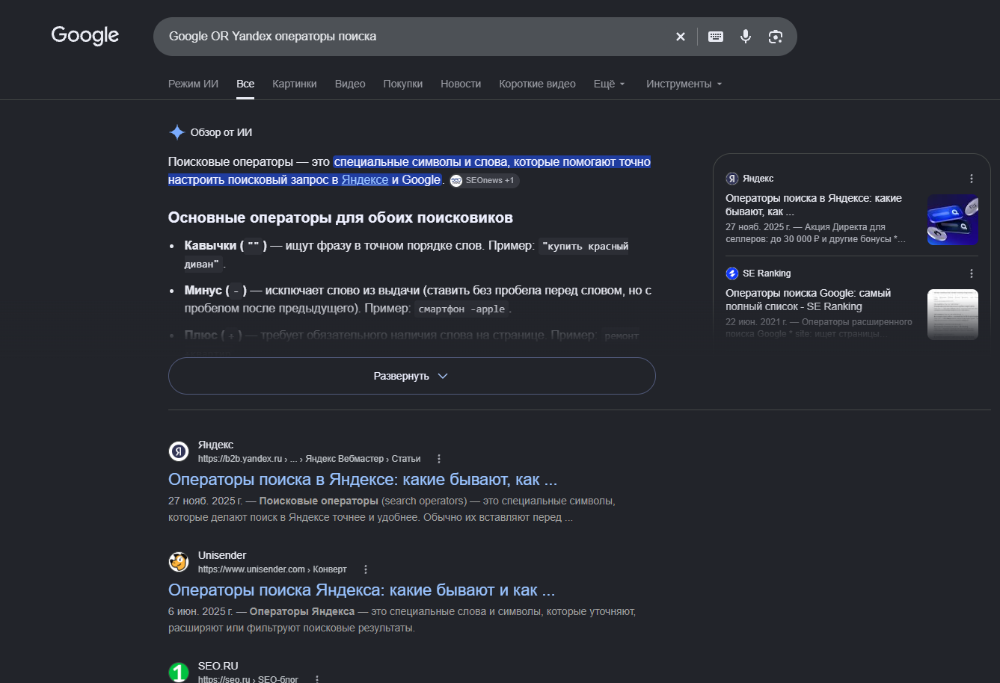 Google
Google OR Yandex операторы поиска
Режим ИИ Все Картинки Видео Покупки Новости Короткие видео Ещё Инструменты
Обзор от ИИ
Поисковые операторы — это специальные символы и слова, которые помогают точно
настроить поисковый запрос в Яндексе и Google. SEOnews +1
Основные операторы для обоих поисковиков
Кавычки ("") — ищут фразу в точном порядке слов. Пример: "купить красный
диван".
Минус (-) — исключает слово из выдачи (ставить без пробела перед словом, но с
пробелом после предыдущего). Пример: смартфон -apple.
Плюс (+) — требует обязательного наличия слова на странице. Пример: ремонт
Развернуть
Яндекс
Операторы поиска в Яндексе: какие
бывают, как ...
27 нояб. 2025 г. — Акция Директа для
селлеров: до 30 000 ₽ и другие бонусы *...
SE Ranking
Операторы поиска Google: самый
полный список - SE Ranking
22 июн. 2021 г. — Операторы расширенного
поиска Google * site: ищет страницы...
Яндекс
https://b2b.yandex.ru › ... › Яндекс Вебмастер › Статьи
Операторы поиска в Яндексе: какие бывают, как ...
27 нояб. 2025 г. — Поисковые операторы (search operators) — это специальные символы,
которые делают поиск в Яндексе точнее и удобнее. Обычно их вставляют перед ...
Unisender
https://www.unisender.com › Конверт
Операторы поиска Яндекса: какие бывают и как ...
6 июн. 2025 г. — Операторы Яндекса — это специальные слова и символы, которые уточняют,
расширяют или фильтруют поисковые результаты.
SEO.RU
https://seo.ru › SEO-блог